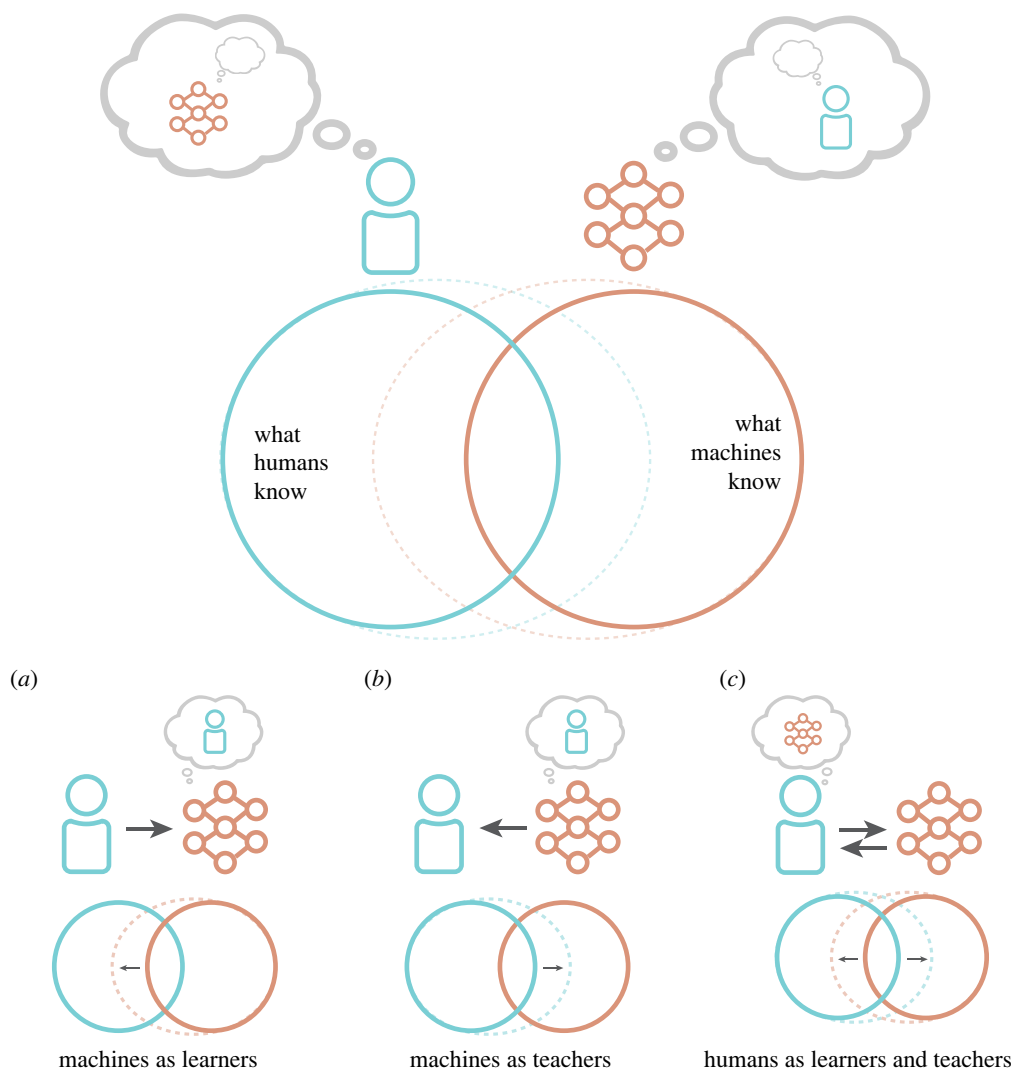 what
humans
know
what
machines
know
(a)
(b)
(c)
machines as learners
machines as teachers
humans as learners and teachers